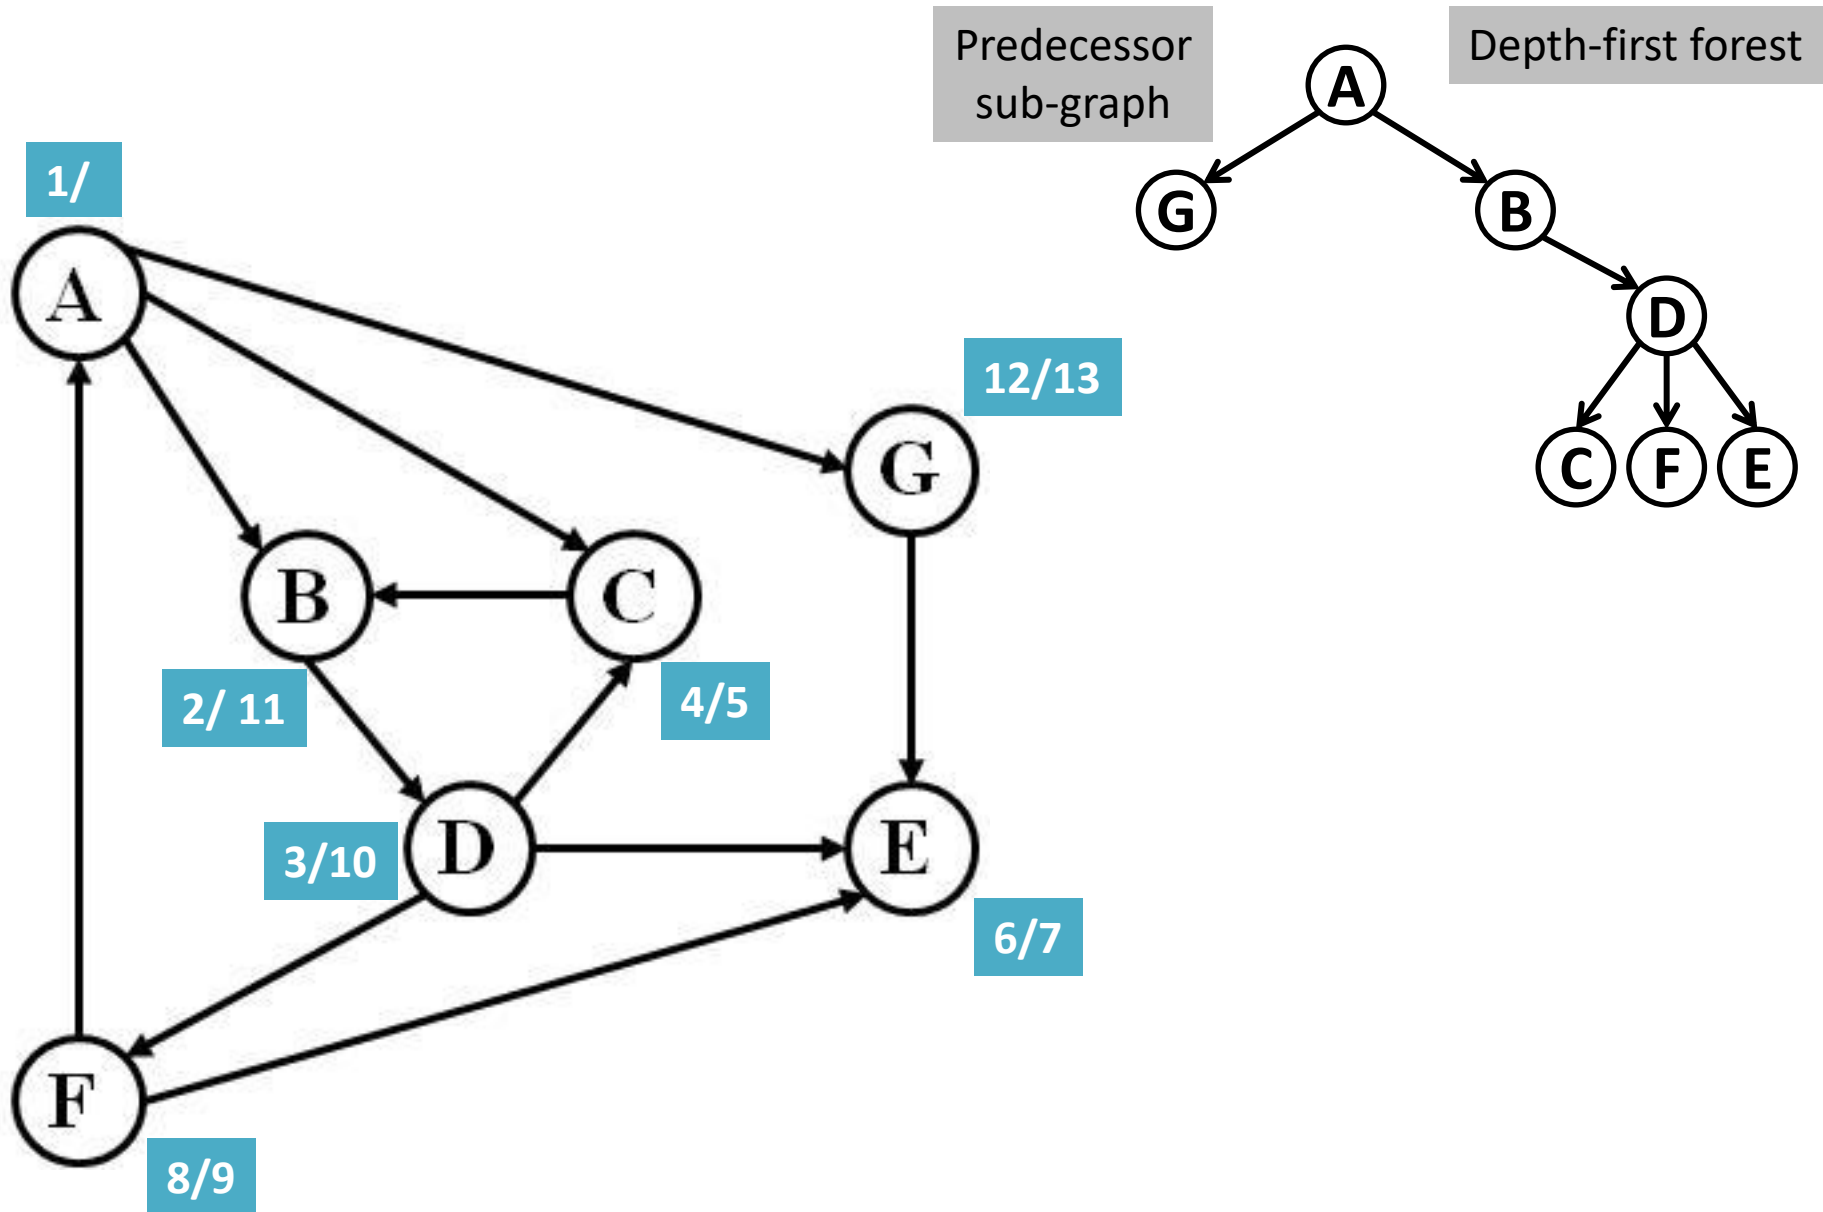 Predecessor
sub-graph
Depth-first forest
A
G
B
D
C F E
1/
A
12/13
G
B
C
2/ 11
4/5
3/10
D
E
6/7
F
8/9